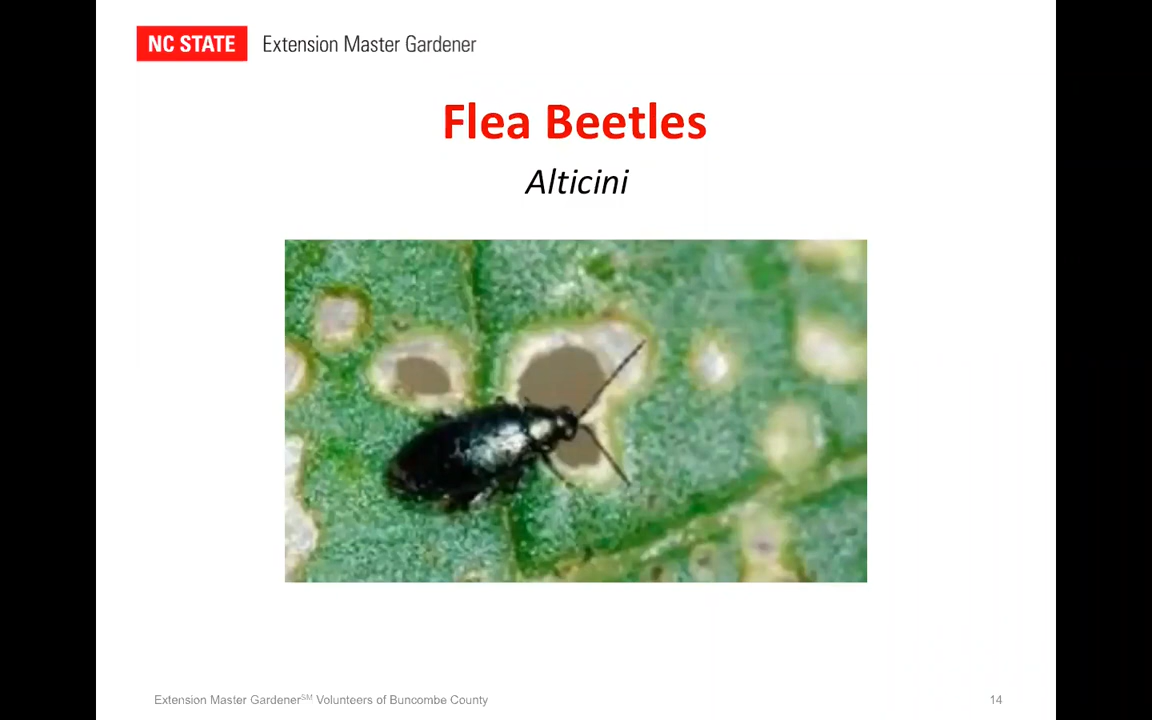 NC STATE Extension Master Gardener
Flea Beetles
Alticini
Extension Master Gardener℠ Volunteers of Buncombe County 14